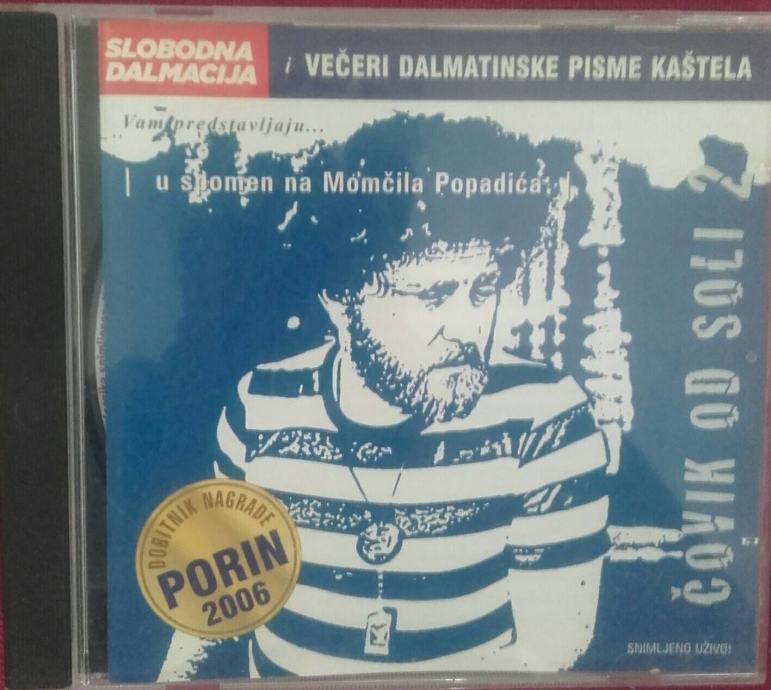 SLOBODNA
DALMACIJA
i VEČERI DALMATINSKE PISME KAŠTELA
Vam predstavljaju...
u spomen na Momčila Popadića
ČOVIK OD SOLI 2
DOBITNIK NAGRADE
PORIN
2006
SNIMLJENO UŽIVO!